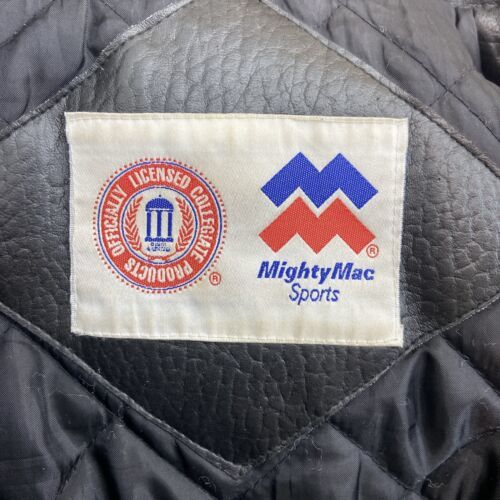 OFFICIALLY LICENSED COLLEGIATE PRODUCTS
®
®
MightyMac
Sports